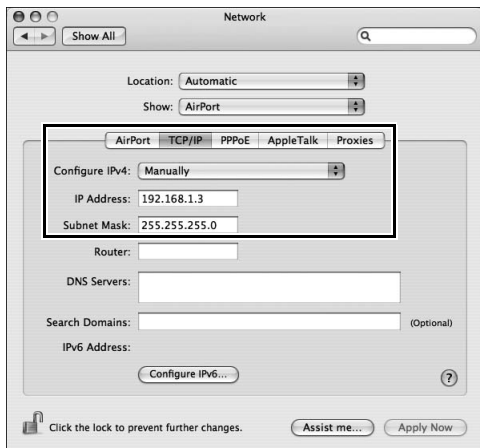 Network
Show All
Location: Automatic
Show: AirPort
AirPort TCP/IP PPPoE AppleTalk Proxies
Configure IPv4: Manually
IP Address: 192.168.1.3
Subnet Mask: 255.255.255.0
Router:
DNS Servers:
Search Domains: (Optional)
IPv6 Address:
Configure IPv6... ?
Click the lock to prevent further changes. Assist me... Apply Now